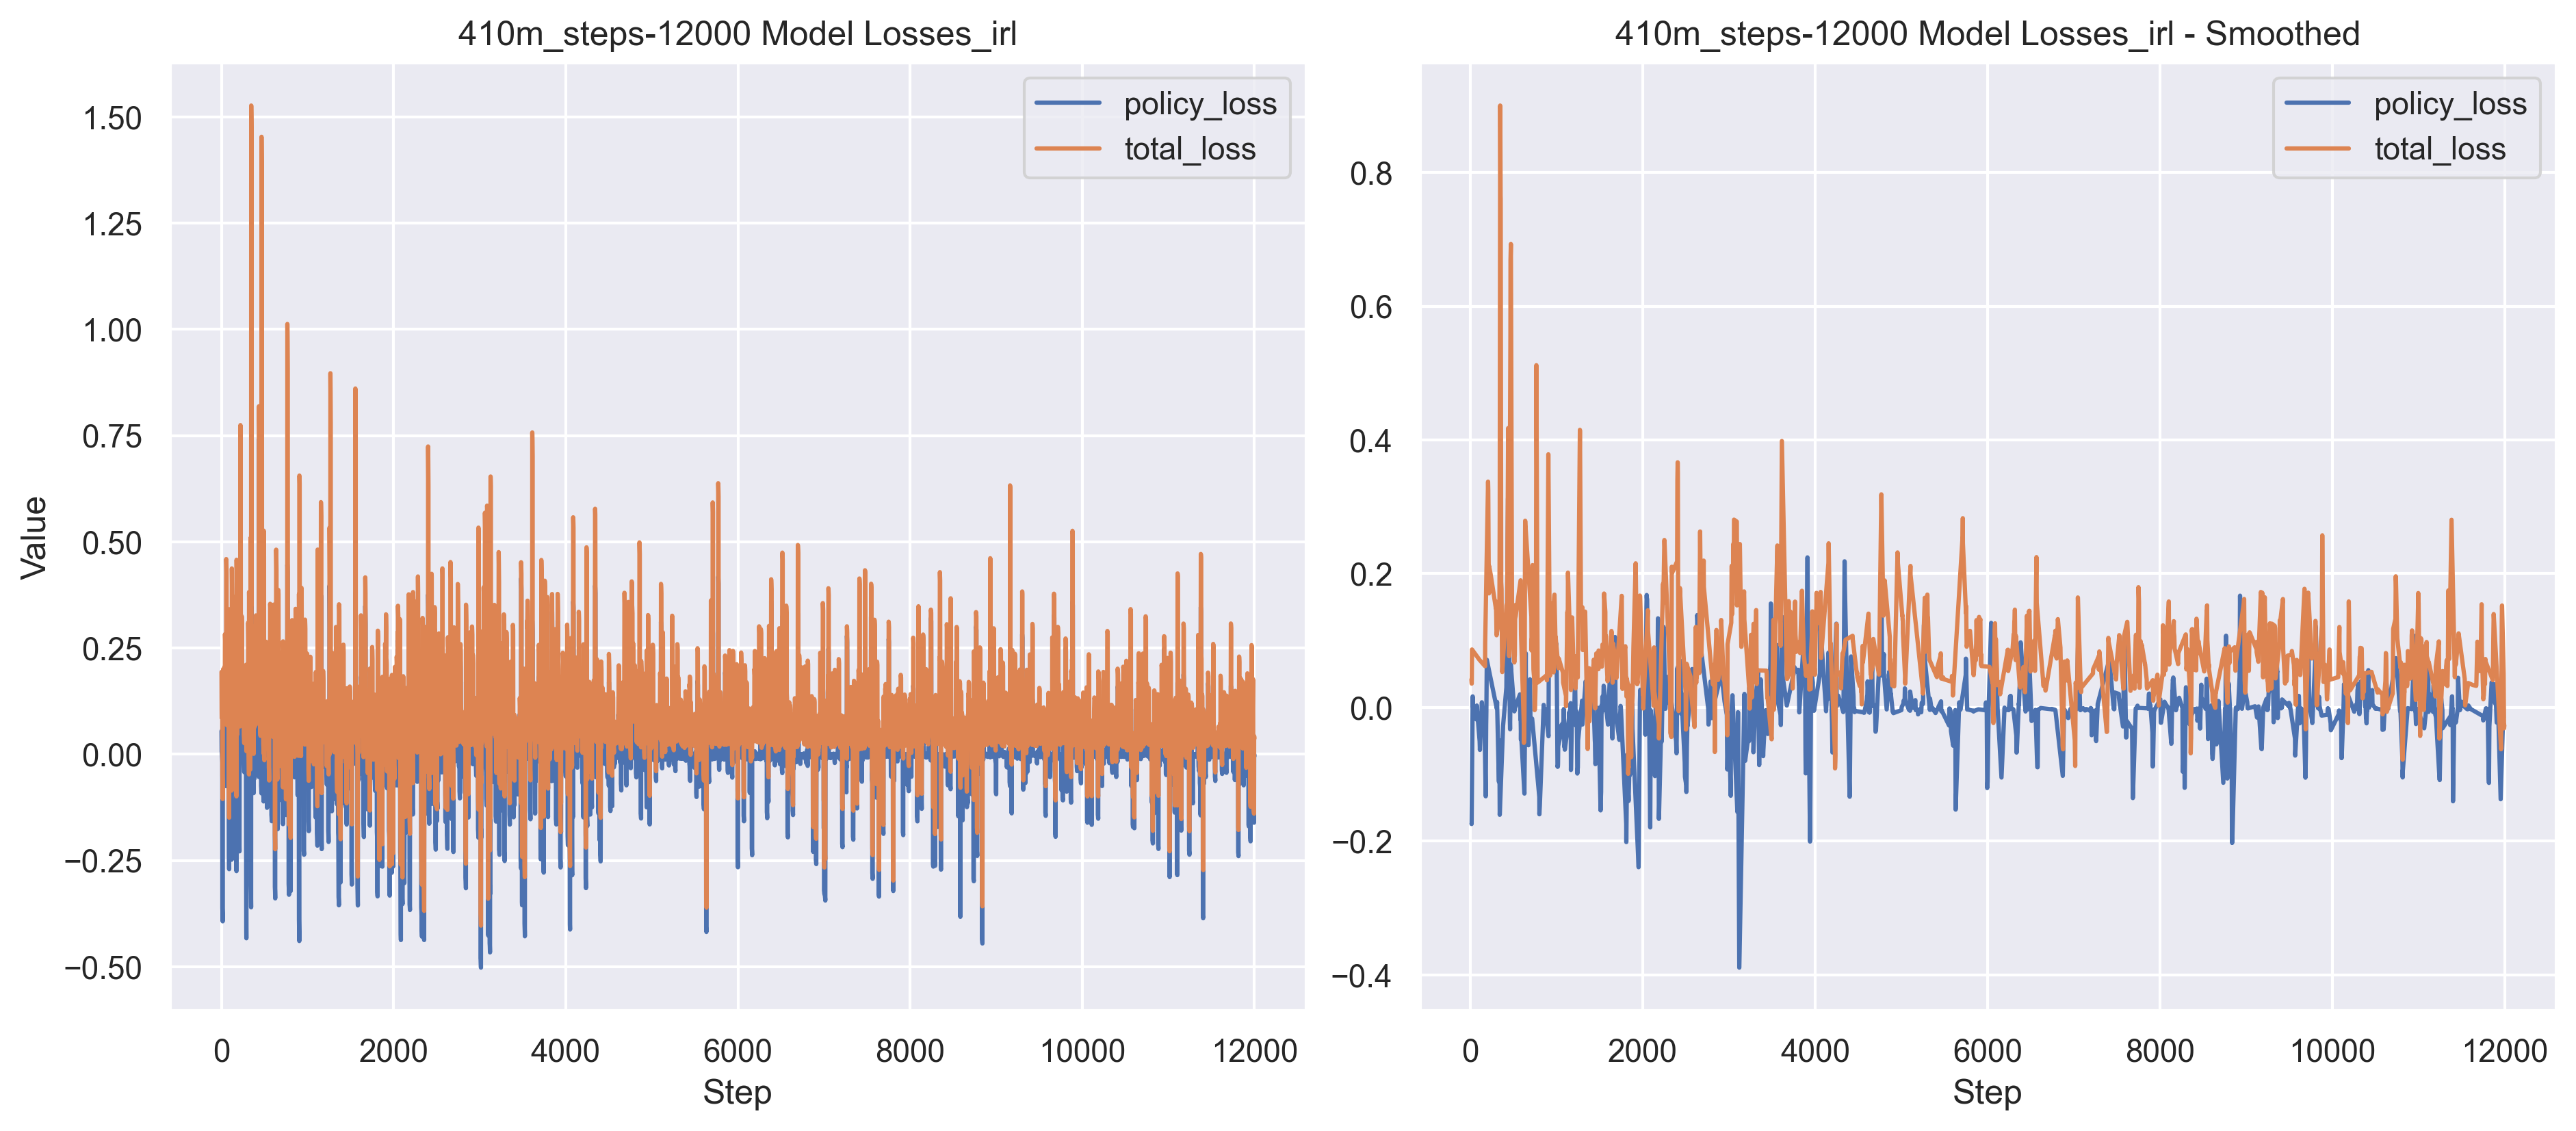 410m_steps-12000 Model Losses_irl
policy_loss
total_loss
1.50
1.25
1.00
0.75
0.50
0.25
0.00
−0.25
−0.50
Value
0 2000 4000 6000 8000 10000 12000
Step
410m_steps-12000 Model Losses_irl - Smoothed
policy_loss
total_loss
0.8
0.6
0.4
0.2
0.0
−0.2
−0.4
0 2000 4000 6000 8000 10000 12000
Step